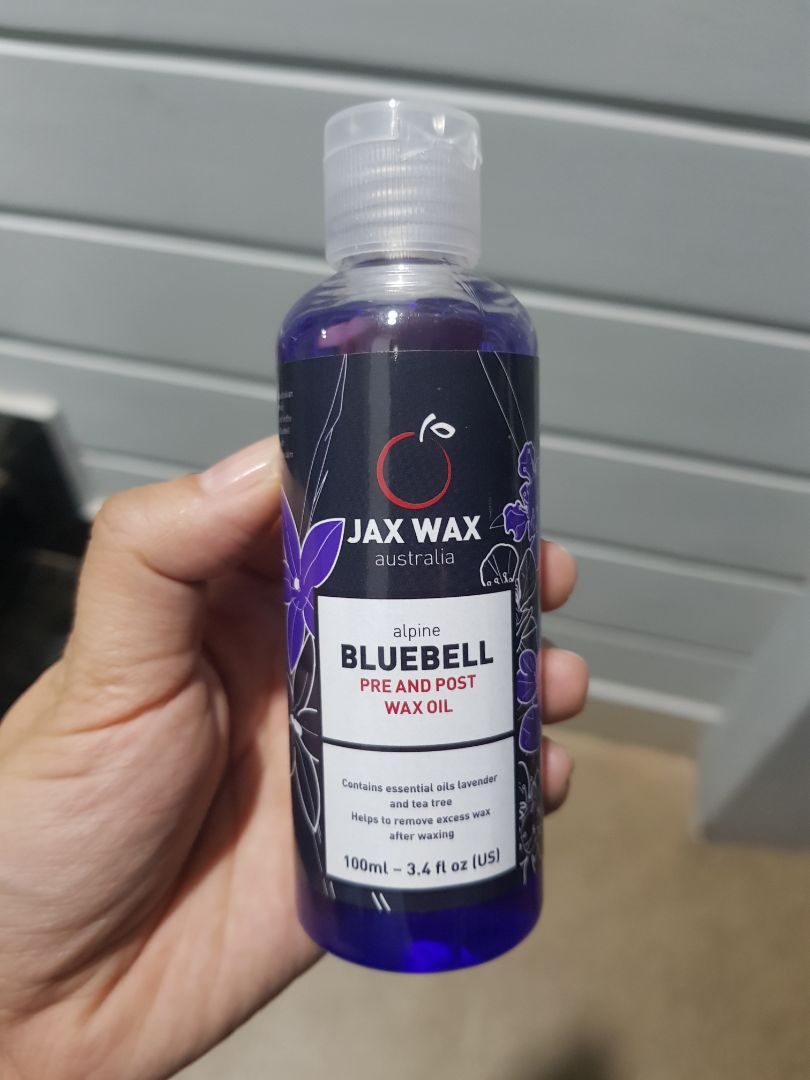 JAX WAX
australia
alpine
BLUEBELL
PRE AND POST
WAX OIL
Contains essential oils lavender
and tea tree
Helps to remove excess wax
after waxing
100ml – 3.4 fl oz (US)